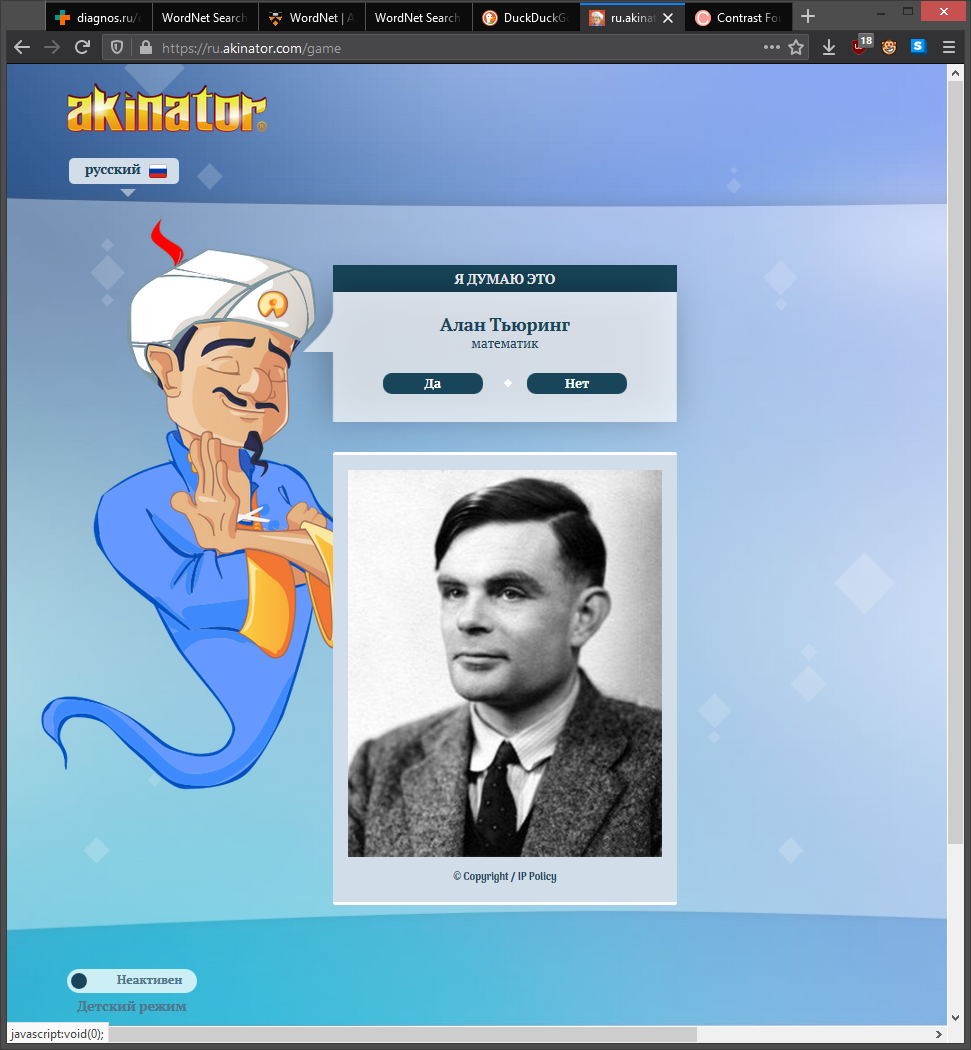 diagnos.ru/
WordNet Search
WordNet | A
WordNet Search
DuckDuckG
ru.akinat
Contrast Fou
https://ru.akinator.com/game
18
S
akinator®
русский
Я ДУМАЮ ЭТО
Алан Тьюринг
математик
Да
Нет
© Copyright / IP Policy
Неактивен
Детский режим
javascript:void(0);